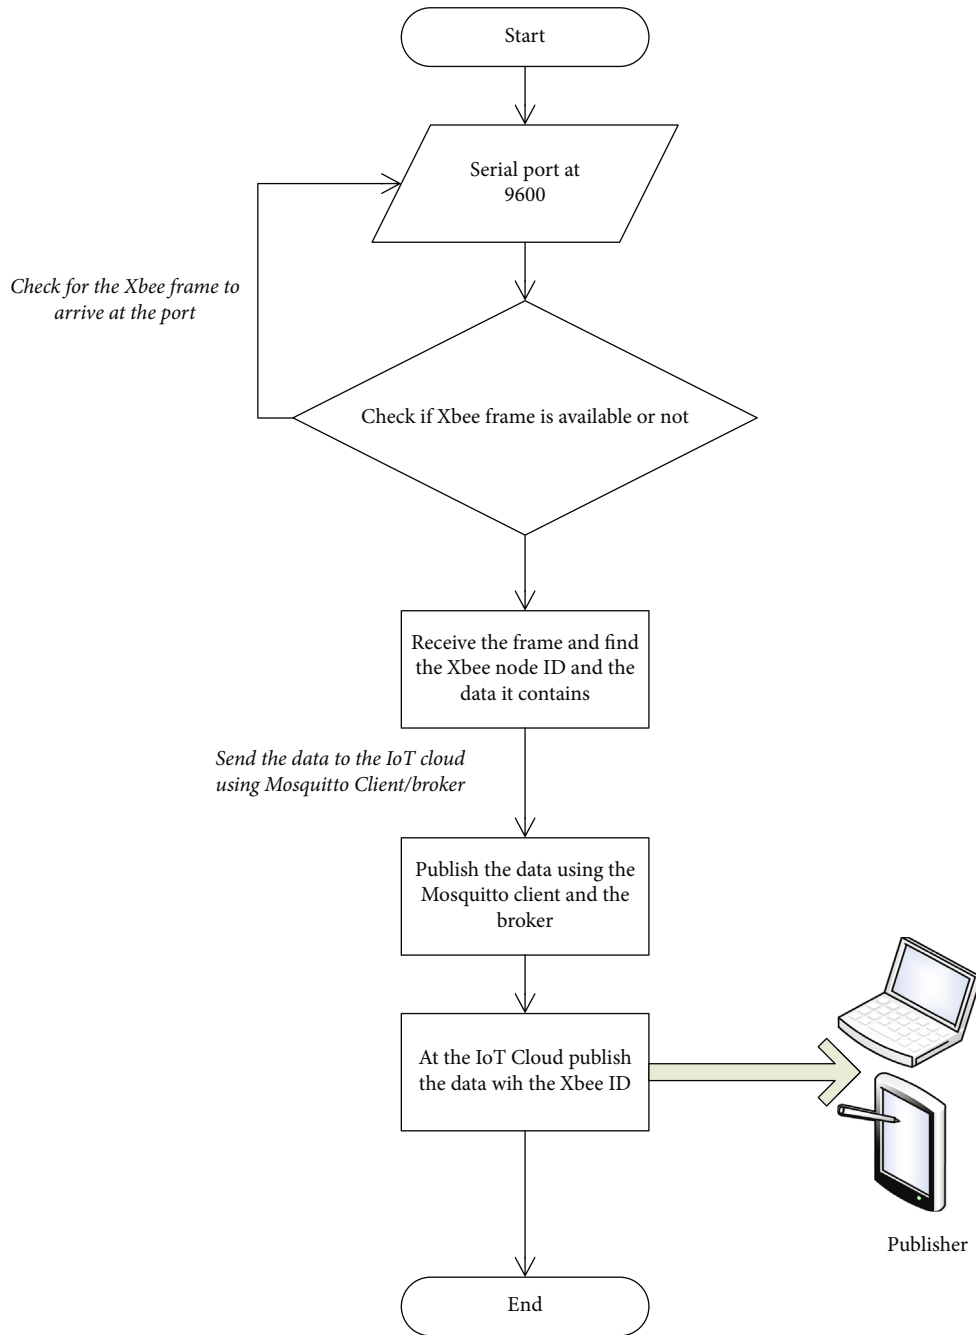 Start
Serial port at
9600
Check for the Xbee frame to
arrive at the port
Check if Xbee frame is available or not
Receive the frame and find
the Xbee node ID and the
data it contains
Send the data to the IoT cloud
using Mosquitto Client/broker
Publish the data using the
Mosquitto client and the
broker
At the IoT Cloud publish
the data wih the Xbee ID
Publisher
End